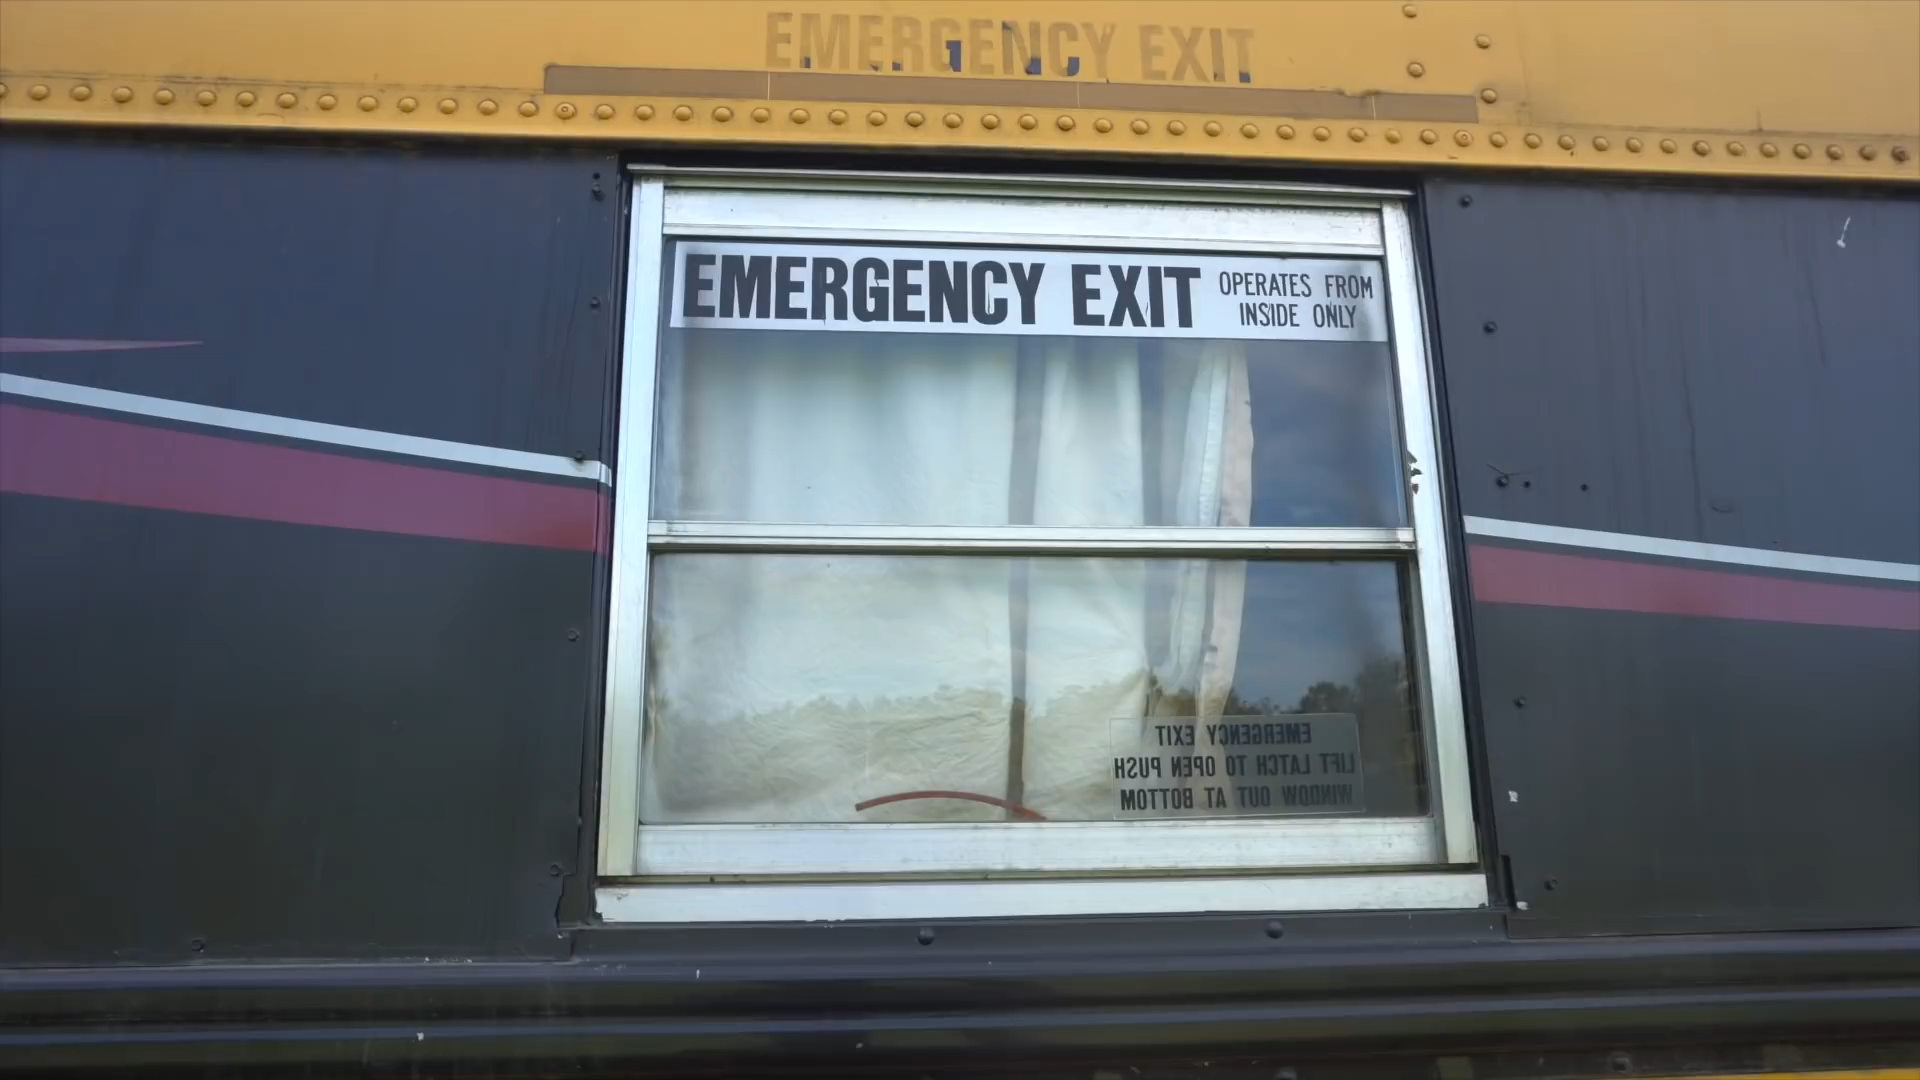 EMERGENCY EXIT
EMERGENCY EXIT
OPERATES FROM
INSIDE ONLY
EMERGENCY EXIT
LIFT LATCH TO OPEN PUSH
WINDOW OUT AT BOTTOM